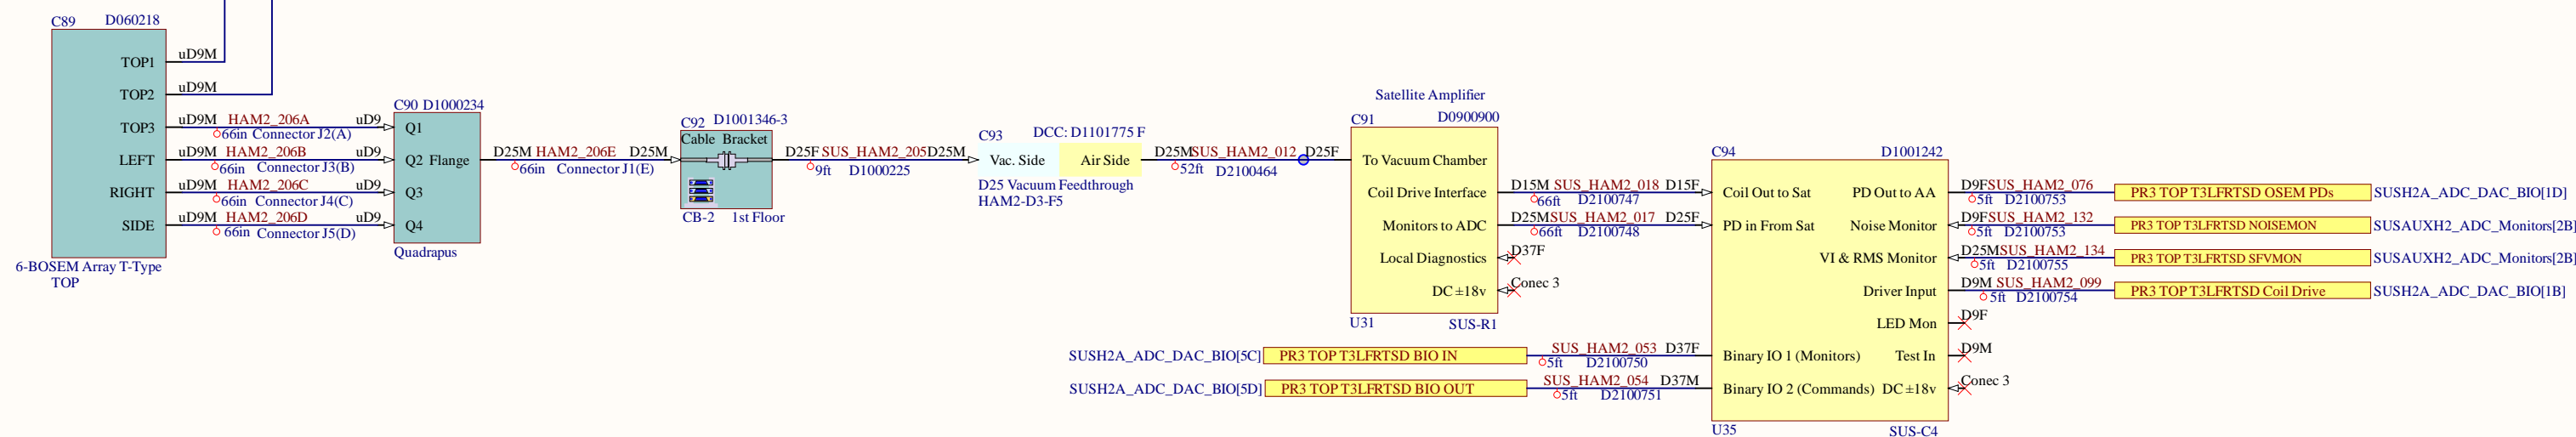 C89 D060218
TOP1 uD9M
TOP2 uD9M
TOP3 uD9M HAM2_206A uD9
66in Connector J2(A)
LEFT uD9M HAM2_206B uD9
66in Connector J3(B)
RIGHT uD9M HAM2_206C uD9
66in Connector J4(C)
SIDE uD9M HAM2_206D uD9
66in Connector J5(D)
6-BOSEM Array T-Type
TOP
C90 D1000234
Q1
Q2 Flange
Q3
Q4
Quadrapus
D25M HAM2_206E D25M
66in Connector J1(E)
C92 D1001346-3
Cable Bracket
CB-2 1st Floor
D25F SUS_HAM2_205 D25M
9ft D1000225
C93 DCC: D1101775 F
Vac. Side Air Side
D25 Vacuum Feedthrough
HAM2-D3-F5
D25M SUS_HAM2_012 D25F
52ft D2100464
Satellite Amplifier
C91 D0900900
To Vacuum Chamber
Coil Drive Interface
Monitors to ADC
Local Diagnostics
DC ±18v
U31 SUS-R1
D15M SUS_HAM2_018 D15F
66ft D2100747
D25M SUS_HAM2_017 D25F
66ft D2100748
D37F
Conec 3
SUSH2A_ADC_DAC_BIO[5C] PR3 TOP T3LFRTSD BIO IN SUS_HAM2_053 D37F
5ft D2100750
SUSH2A_ADC_DAC_BIO[5D] PR3 TOP T3LFRTSD BIO OUT SUS_HAM2_054 D37M
5ft D2100751
C94 D1001242
Coil Out to Sat PD Out to AA
PD in From Sat Noise Monitor
VI & RMS Monitor
Driver Input
LED Mon
Binary IO 1 (Monitors) Test In
Binary IO 2 (Commands) DC ±18v
U35 SUS-C4
D9F SUS_HAM2_076 PR3 TOP T3LFRTSD OSEM PDs SUSH2A_ADC_DAC_BIO[1D]
5ft D2100753
D9F SUS_HAM2_132 PR3 TOP T3LFRTSD NOISEMON SUSAUXH2_ADC_Monitors[2B]
5ft D2100753
D25M SUS_HAM2_134 PR3 TOP T3LFRTSD SFVMON SUSAUXH2_ADC_Monitors[2B]
5ft D2100755
D9M SUS_HAM2_099 PR3 TOP T3LFRTSD Coil Drive SUSH2A_ADC_DAC_BIO[1B]
5ft D2100754
D9F
D9M
Conec 3